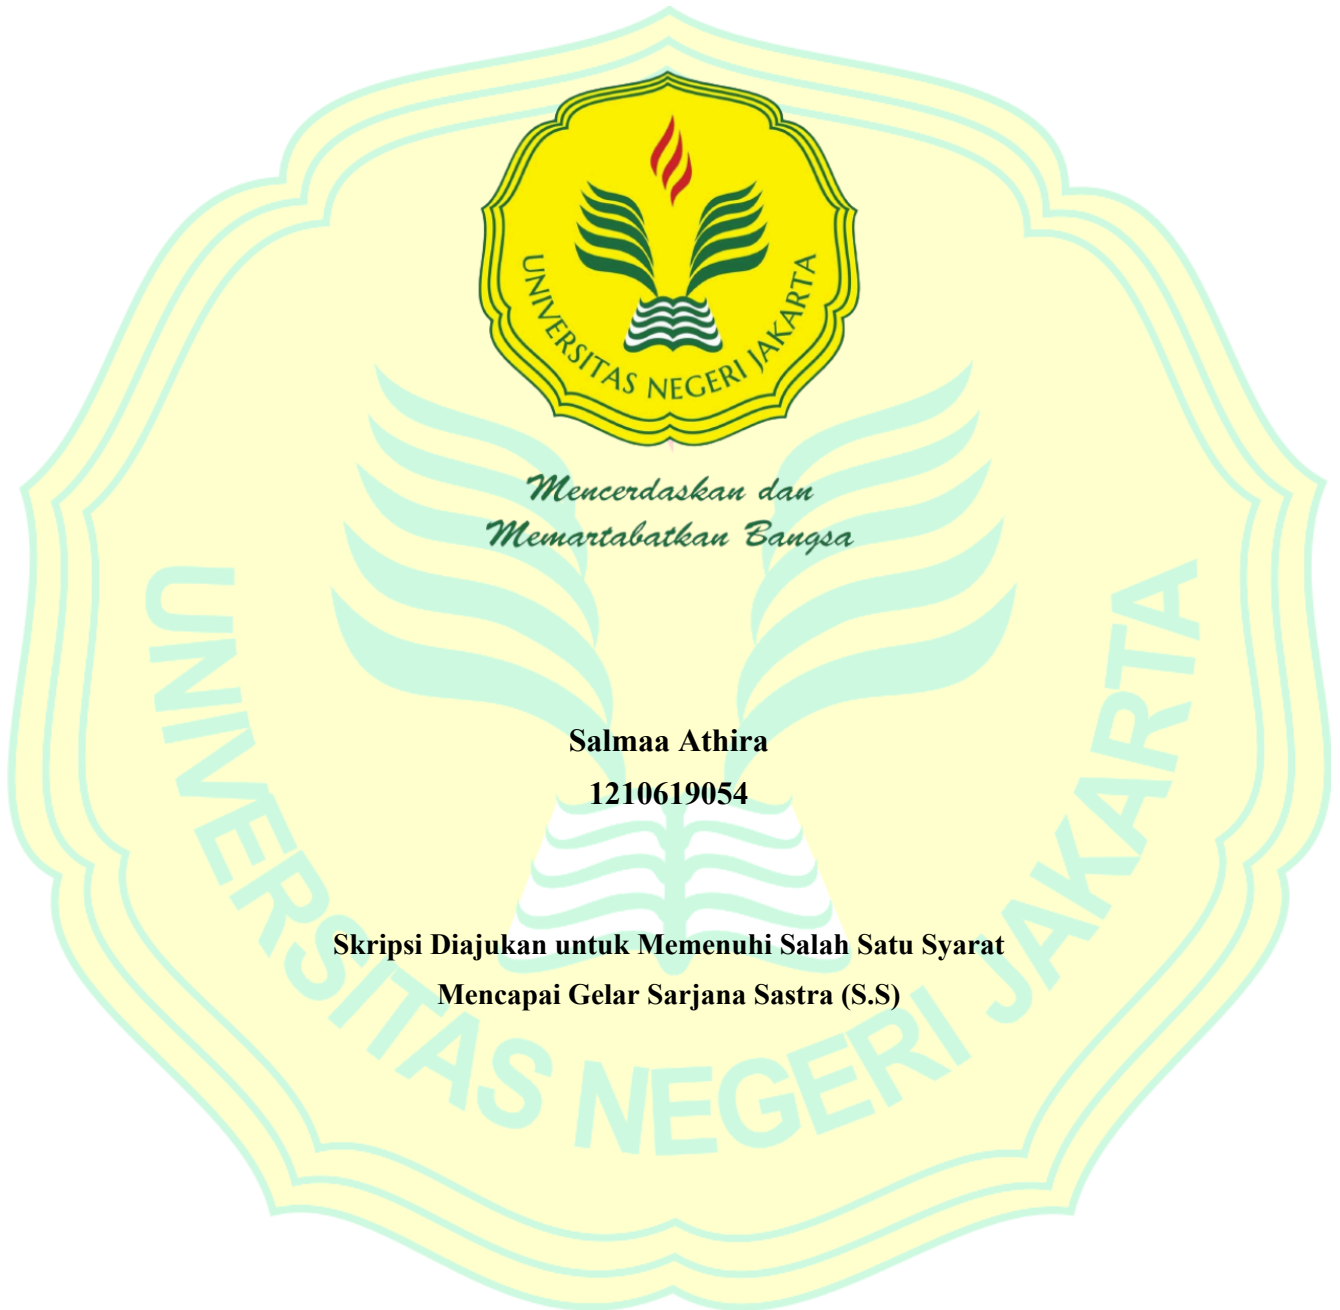 UNIVERSITAS NEGERI JAKARTA
Mencerdaskan dan
Memartabatkan Bangsa
Salmaa Athira
1210619054
Skripsi Diajukan untuk Memenuhi Salah Satu Syarat
Mencapai Gelar Sarjana Sastra (S.S)
UNIVERSITAS NEGERI JAKARTA